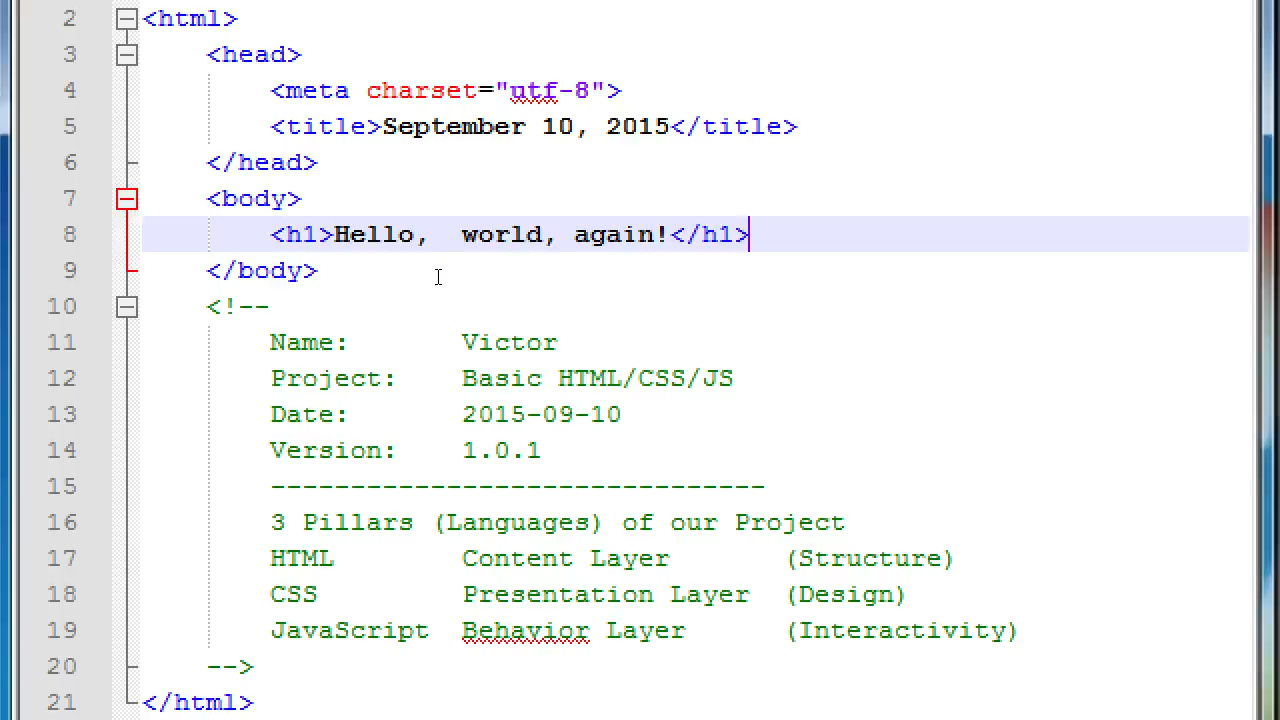 2 <html>
3 <head>
4 <meta charset="utf-8">
5 <title>September 10, 2015</title>
6 </head>
7 <body>
8 <h1>Hello,  world, again!</h1>
9 </body>
10 <!--
11 Name: Victor
12 Project: Basic HTML/CSS/JS
13 Date: 2015-09-10
14 Version: 1.0.1
15 -------------------------------
16 3 Pillars (Languages) of our Project
17 HTML Content Layer (Structure)
18 CSS Presentation Layer (Design)
19 JavaScript Behavior Layer (Interactivity)
20 -->
21 </html>